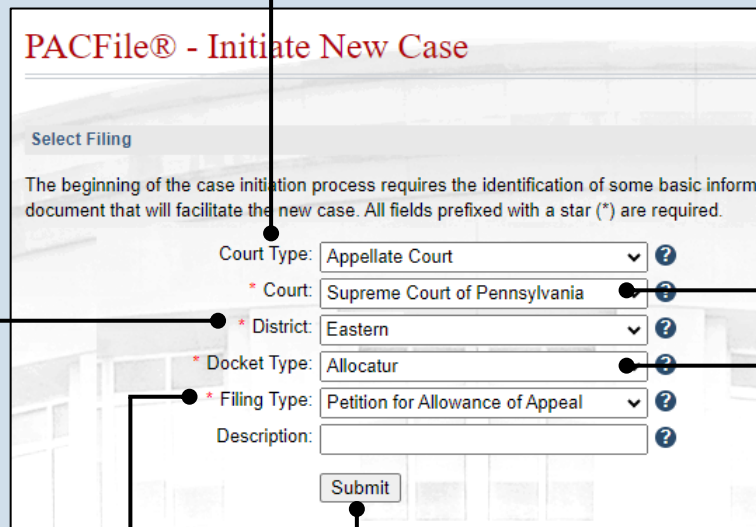 PACFile® - Initiate New Case
Select Filing
The beginning of the case initiation process requires the identification of some basic inform
document that will facilitate the new case. All fields prefixed with a star (*) are required.
Court Type: Appellate Court
* Court: Supreme Court of Pennsylvania
* District: Eastern
* Docket Type: Allocatur
* Filing Type: Petition for Allowance of Appeal
Description:
Submit